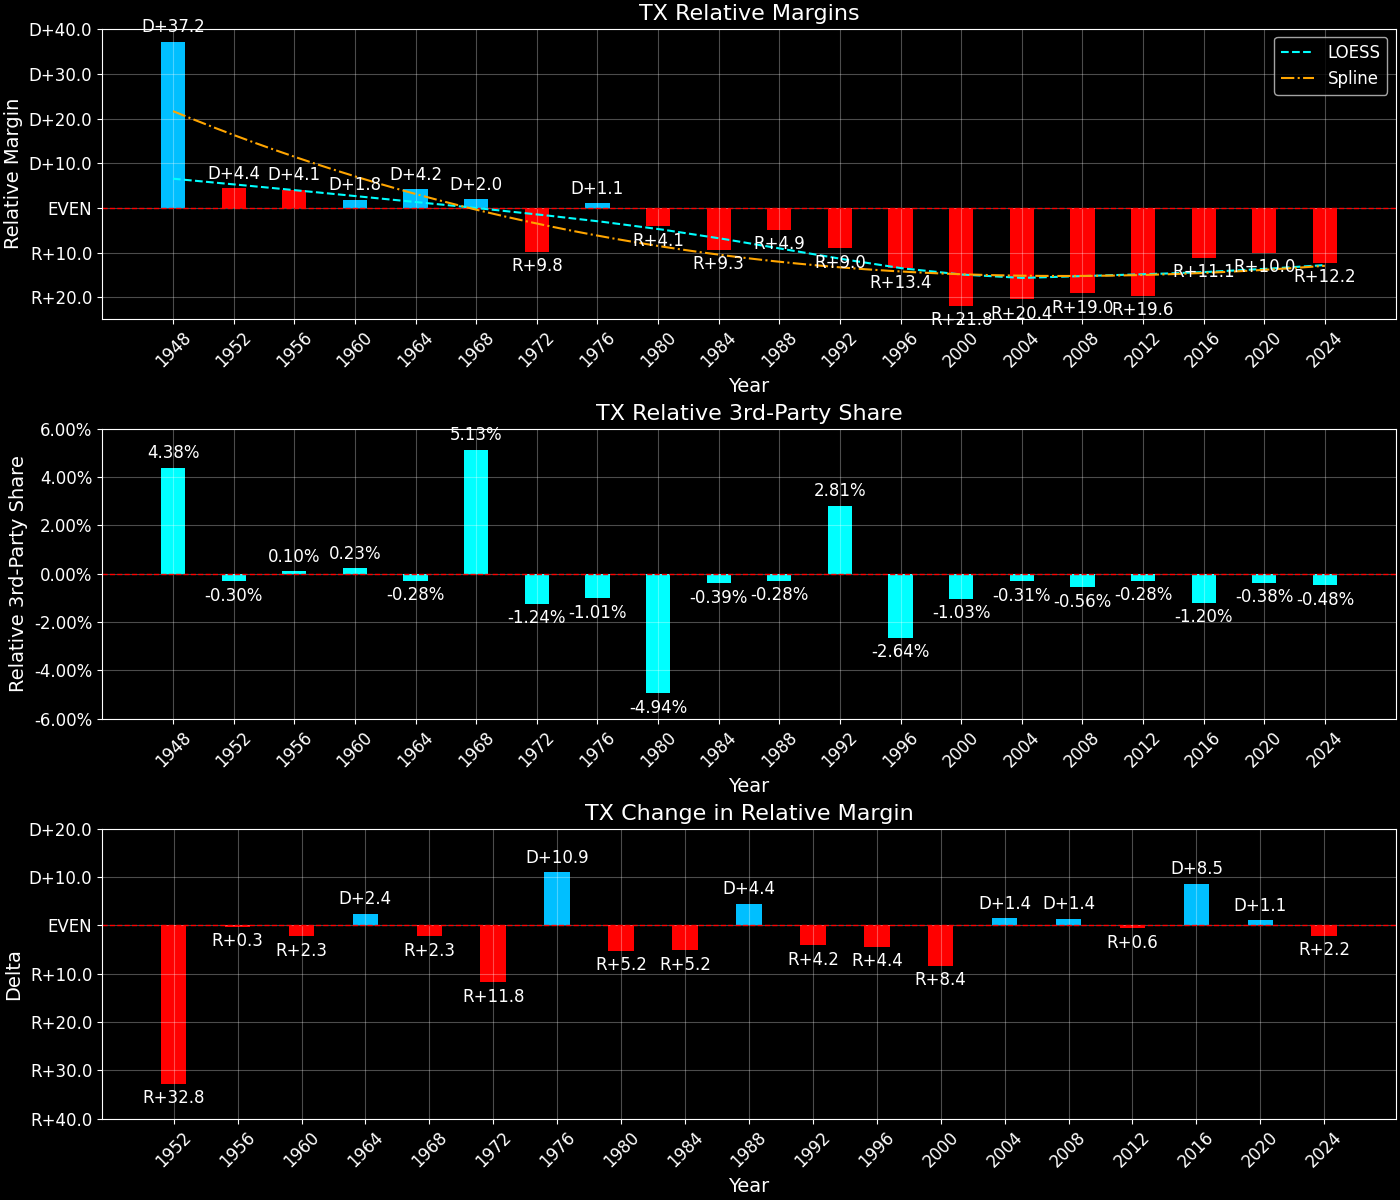 TX Relative Margins
Relative Margin
D+40.0
D+30.0
D+20.0
D+10.0
EVEN
R+10.0
R+20.0
LOESS
Spline
D+37.2
D+4.4
D+4.1
D+1.8
D+4.2
D+2.0
R+9.8
D+1.1
R+4.1
R+9.3
R+4.9
R+9.0
R+13.4
R+21.8
R+20.4
R+19.0
R+19.6
R+11.1
R+10.0
R+12.2
1948
1952
1956
1960
1964
1968
1972
1976
1980
1984
1988
1992
1996
2000
2004
2008
2012
2016
2020
2024
Year
TX Relative 3rd-Party Share
Relative 3rd-Party Share
6.00%
4.00%
2.00%
0.00%
-2.00%
-4.00%
-6.00%
4.38%
-0.30%
0.10%
0.23%
-0.28%
5.13%
-1.24%
-1.01%
-4.94%
-0.39%
-0.28%
2.81%
-2.64%
-1.03%
-0.31%
-0.56%
-0.28%
-1.20%
-0.38%
-0.48%
1948
1952
1956
1960
1964
1968
1972
1976
1980
1984
1988
1992
1996
2000
2004
2008
2012
2016
2020
2024
Year
TX Change in Relative Margin
Delta
D+20.0
D+10.0
EVEN
R+10.0
R+20.0
R+30.0
R+40.0
R+32.8
R+0.3
R+2.3
D+2.4
R+2.3
R+11.8
D+10.9
R+5.2
R+5.2
D+4.4
R+4.2
R+4.4
R+8.4
D+1.4
D+1.4
R+0.6
D+8.5
D+1.1
R+2.2
1952
1956
1960
1964
1968
1972
1976
1980
1984
1988
1992
1996
2000
2004
2008
2012
2016
2020
2024
Year